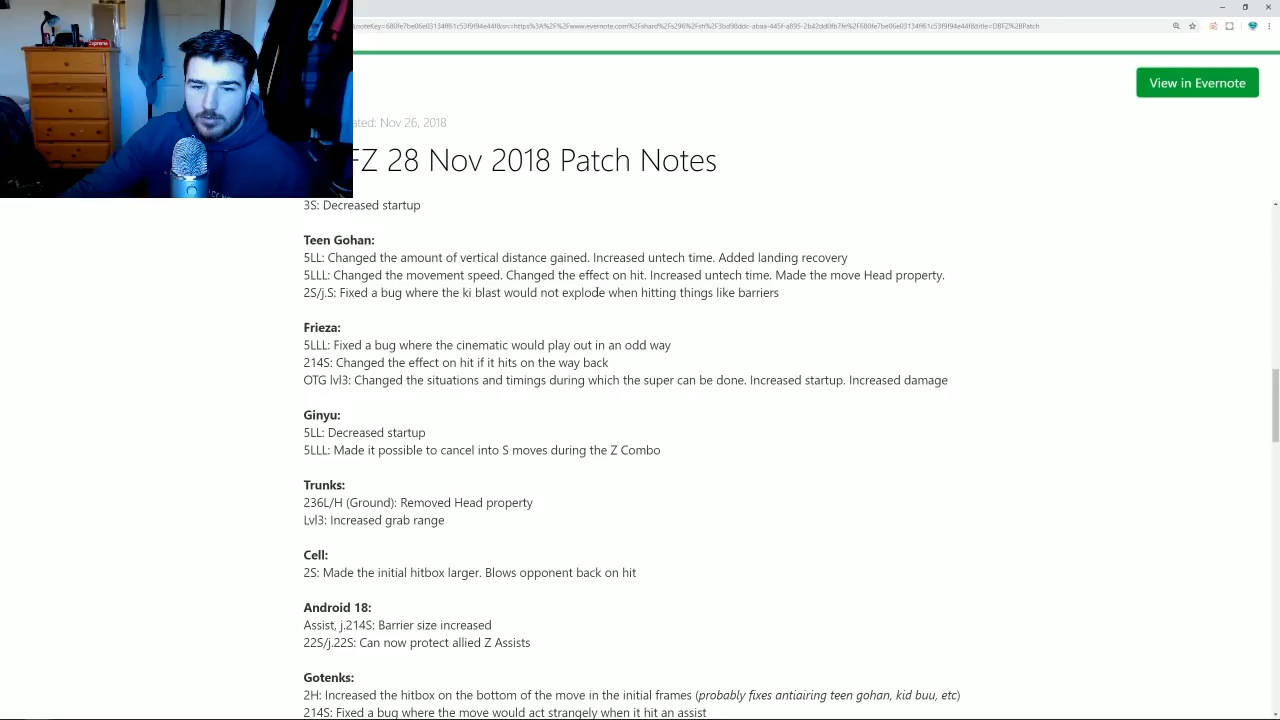 View in Evernote
ated: Nov 26, 2018
FZ 28 Nov 2018 Patch Notes
3S: Decreased startup
Teen Gohan:
5LL: Changed the amount of vertical distance gained. Increased untech time. Added landing recovery
5LLL: Changed the movement speed. Changed the effect on hit. Increased untech time. Made the move Head property.
2S/j.S: Fixed a bug where the ki blast would not explode when hitting things like barriers
Frieza:
5LLL: Fixed a bug where the cinematic would play out in an odd way
214S: Changed the effect on hit if it hits on the way back
OTG lvl3: Changed the situations and timings during which the super can be done. Increased startup. Increased damage
Ginyu:
5LL: Decreased startup
5LLL: Made it possible to cancel into S moves during the Z Combo
Trunks:
236L/H (Ground): Removed Head property
Lvl3: Increased grab range
Cell:
2S: Made the initial hitbox larger. Blows opponent back on hit
Android 18:
Assist, j.214S: Barrier size increased
22S/j.22S: Can now protect allied Z Assists
Gotenks:
2H: Increased the hitbox on the bottom of the move in the initial frames (probably fixes antiairing teen gohan, kid buu, etc)
214S: Fixed a bug where the move would act strangely when it hit an assist